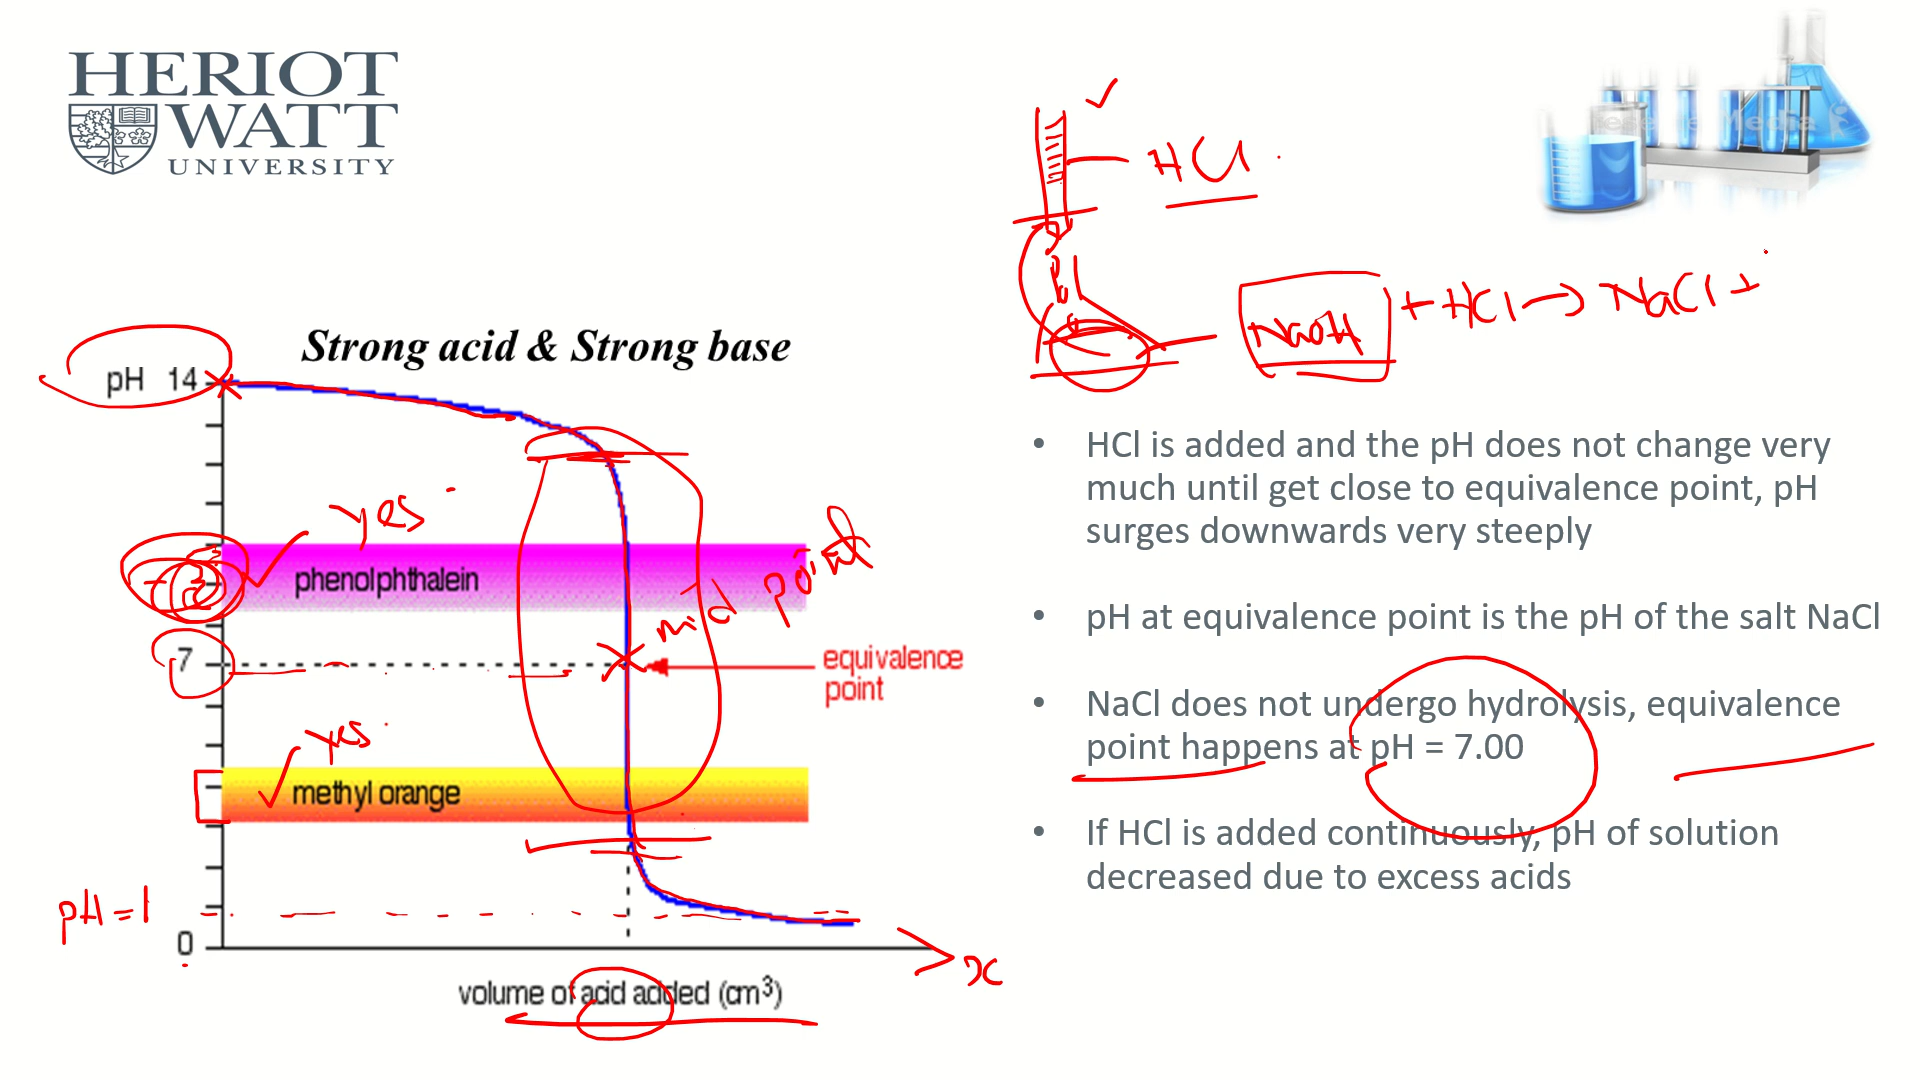 HERIOT
WATT
UNIVERSITY
HCl
NaOH + HCl → NaCl +
Strong acid & Strong base
pH 14
yes
phenolphthalein
mid point
7
equivalence
point
yes
methyl orange
pH = 1
0
x
volume of acid added (cm³)
• HCl is added and the pH does not change very
much until get close to equivalence point, pH
surges downwards very steeply
• pH at equivalence point is the pH of the salt NaCl
• NaCl does not undergo hydrolysis, equivalence
point happens at pH = 7.00
• If HCl is added continuously, pH of solution
decreased due to excess acids